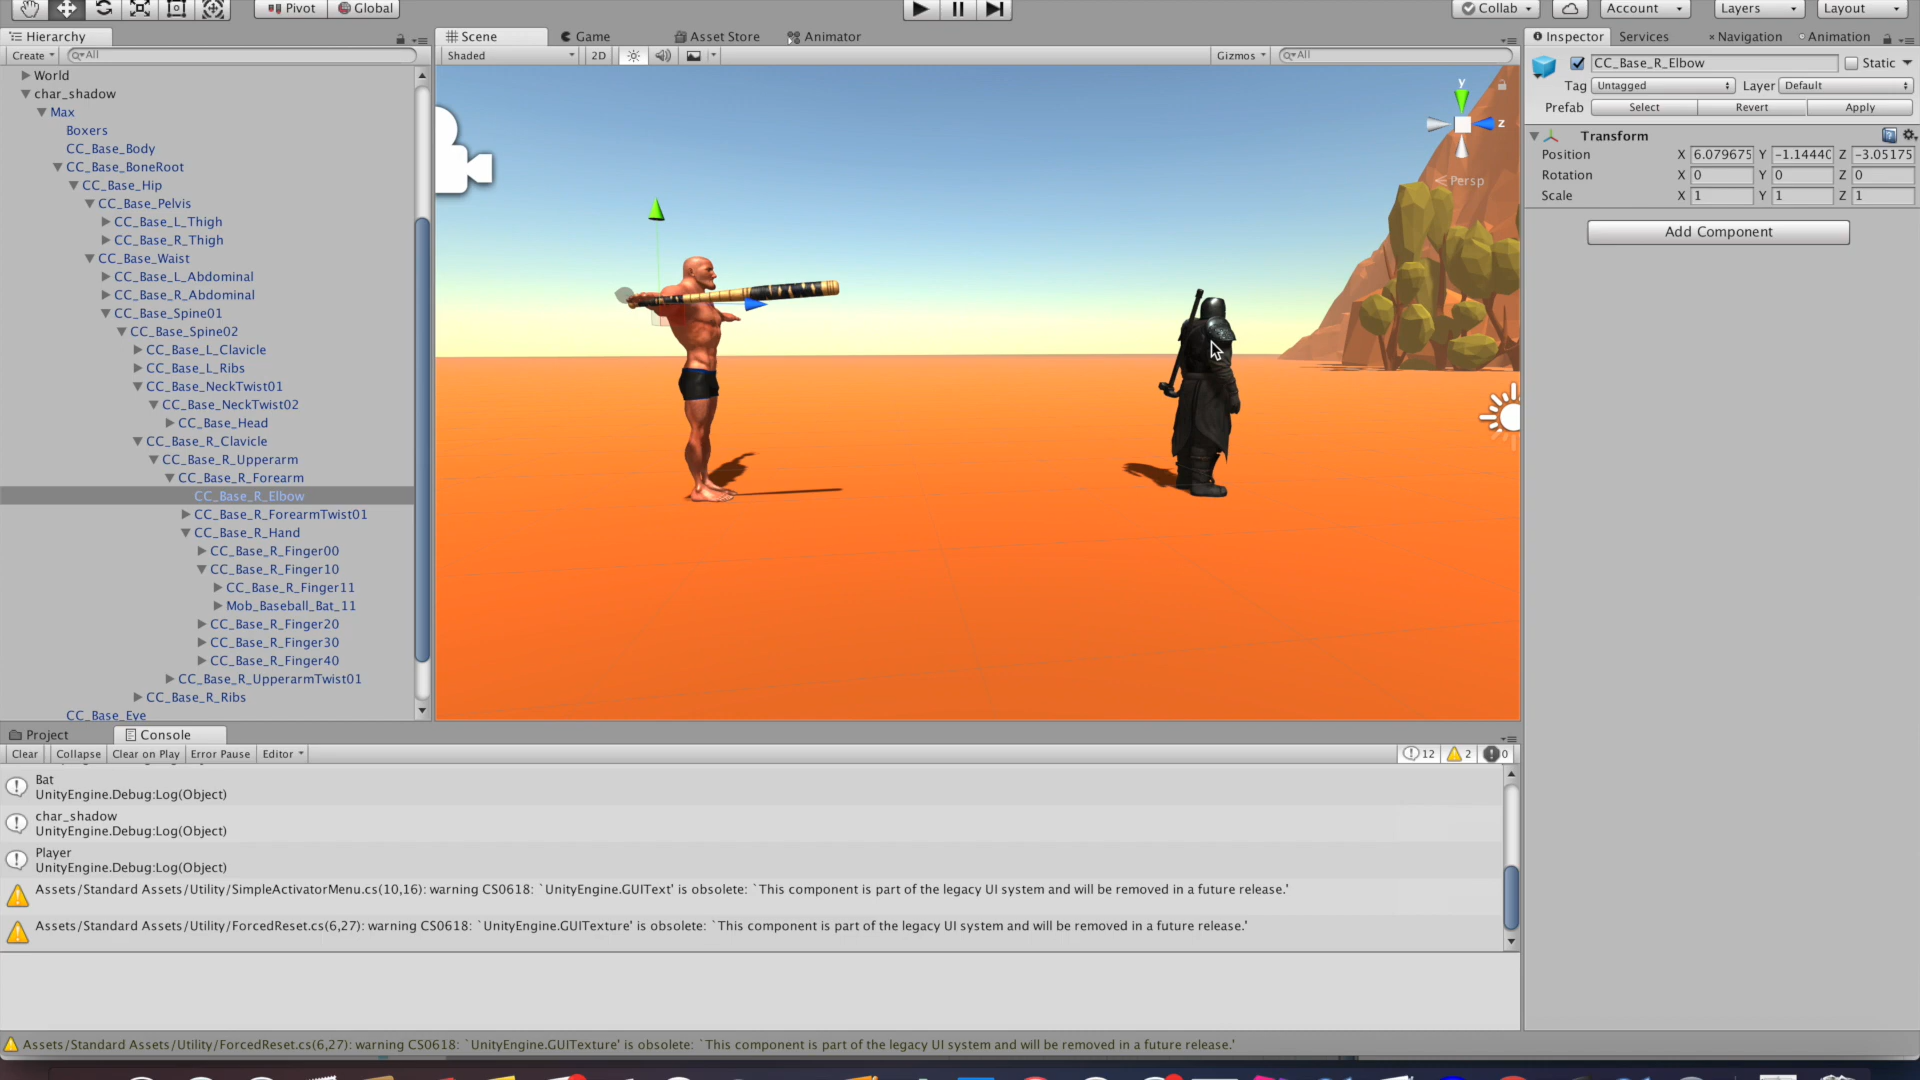 Pivot Global Collab Account Layers Layout
Hierarchy Scene Game Asset Store Animator Inspector Services Navigation Animation
Create All Shaded 2D Gizmos All CC_Base_R_Elbow Static
World
char_shadow
Max
Boxers
CC_Base_Body
CC_Base_BoneRoot
CC_Base_Hip
CC_Base_Pelvis
CC_Base_L_Thigh
CC_Base_R_Thigh
CC_Base_Waist
CC_Base_L_Abdominal
CC_Base_R_Abdominal
CC_Base_Spine01
CC_Base_Spine02
CC_Base_L_Clavicle
CC_Base_L_Ribs
CC_Base_NeckTwist01
CC_Base_NeckTwist02
CC_Base_Head
CC_Base_R_Clavicle
CC_Base_R_Upperarm
CC_Base_R_Forearm
CC_Base_R_Elbow
CC_Base_R_ForearmTwist01
CC_Base_R_Hand
CC_Base_R_Finger00
CC_Base_R_Finger10
CC_Base_R_Finger11
Mob_Baseball_Bat_11
CC_Base_R_Finger20
CC_Base_R_Finger30
CC_Base_R_Finger40
CC_Base_R_UpperarmTwist01
CC_Base_R_Ribs
CC_Base_Eye
y
z
Persp
Tag Untagged Layer Default
Prefab Select Revert Apply
Transform
Position X 6.079675 Y -1.1444 Z -3.05175
Rotation X 0 Y 0 Z 0
Scale X 1 Y 1 Z 1
Add Component
Project Console
Clear Collapse Clear on Play Error Pause Editor 12 2 0
Bat
UnityEngine.Debug:Log(Object)
char_shadow
UnityEngine.Debug:Log(Object)
Player
UnityEngine.Debug:Log(Object)
Assets/Standard Assets/Utility/SimpleActivatorMenu.cs(10,16): warning CS0618: `UnityEngine.GUIText' is obsolete: `This component is part of the legacy UI system and will be removed in a future release.'
Assets/Standard Assets/Utility/ForcedReset.cs(6,27): warning CS0618: `UnityEngine.GUITexture' is obsolete: `This component is part of the legacy UI system and will be removed in a future release.'
Assets/Standard Assets/Utility/ForcedReset.cs(6,27): warning CS0618: `UnityEngine.GUITexture' is obsolete: `This component is part of the legacy UI system and will be removed in a future release.'